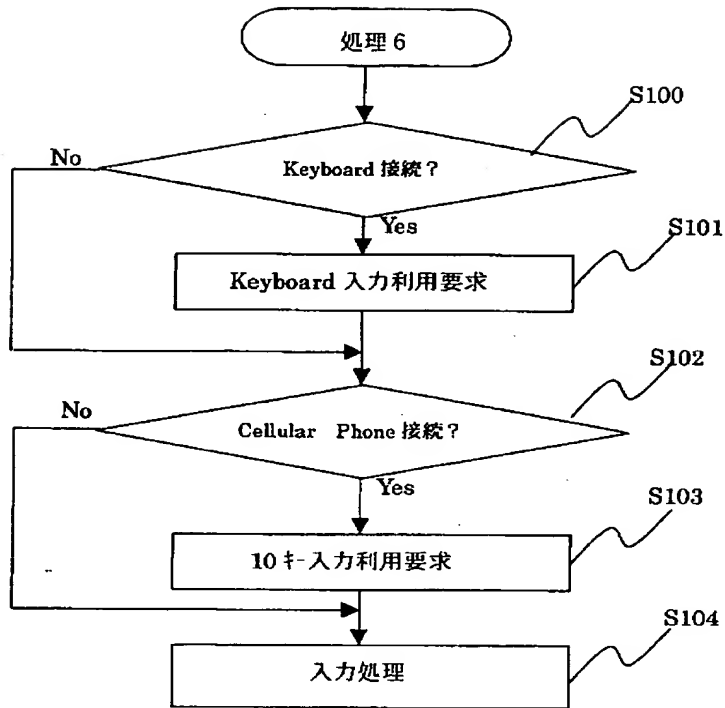 処理6
S100
No
Keyboard 接続?
Yes
S101
Keyboard 入力利用要求
S102
No
Cellular Phone 接続?
Yes
S103
10ｷｰ入力利用要求
S104
入力処理